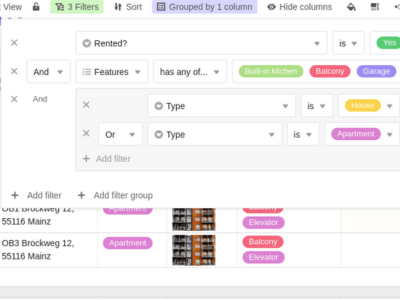 View 3 Filters Sort Grouped by 1 column Hide columns
Rented? is Yes
And Features has any of... Built-in kitchen Balcony Garage
And
Type is House
Or Type is Apartment
Add filter
Add filter Add filter group
OB1 Brockweg 12, Apartment
55116 Mainz Elevator
OB3 Brockweg 12, Apartment Balcony
55116 Mainz Elevator